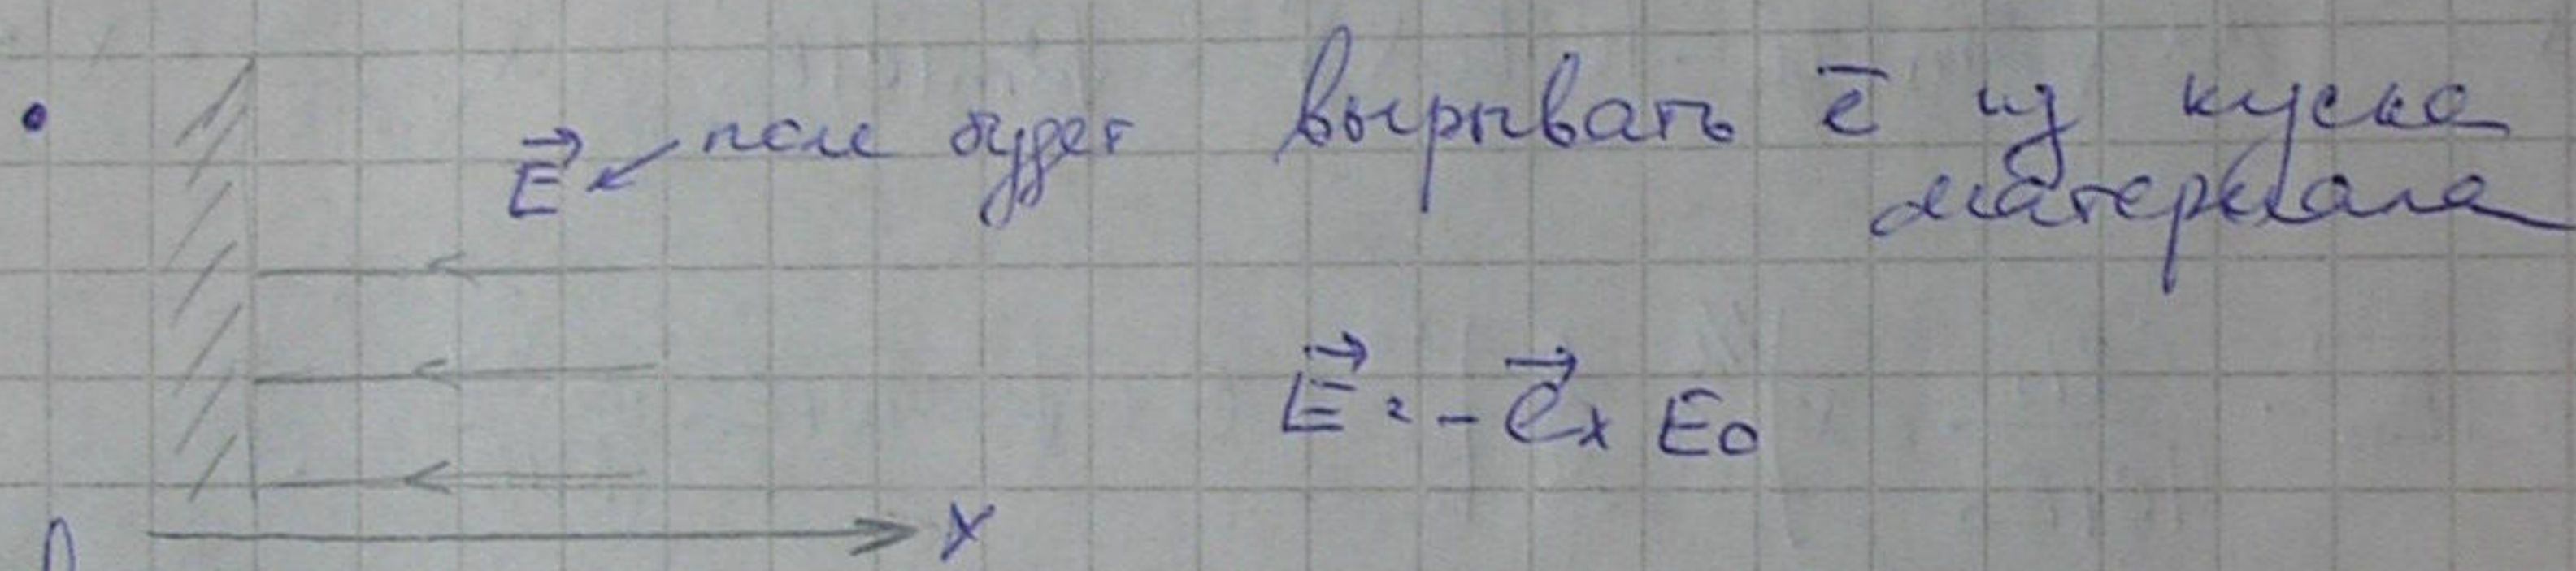 E⃗ поле будет вырывать e̅ из куска
материала
E⃗ = - e⃗x E0
x